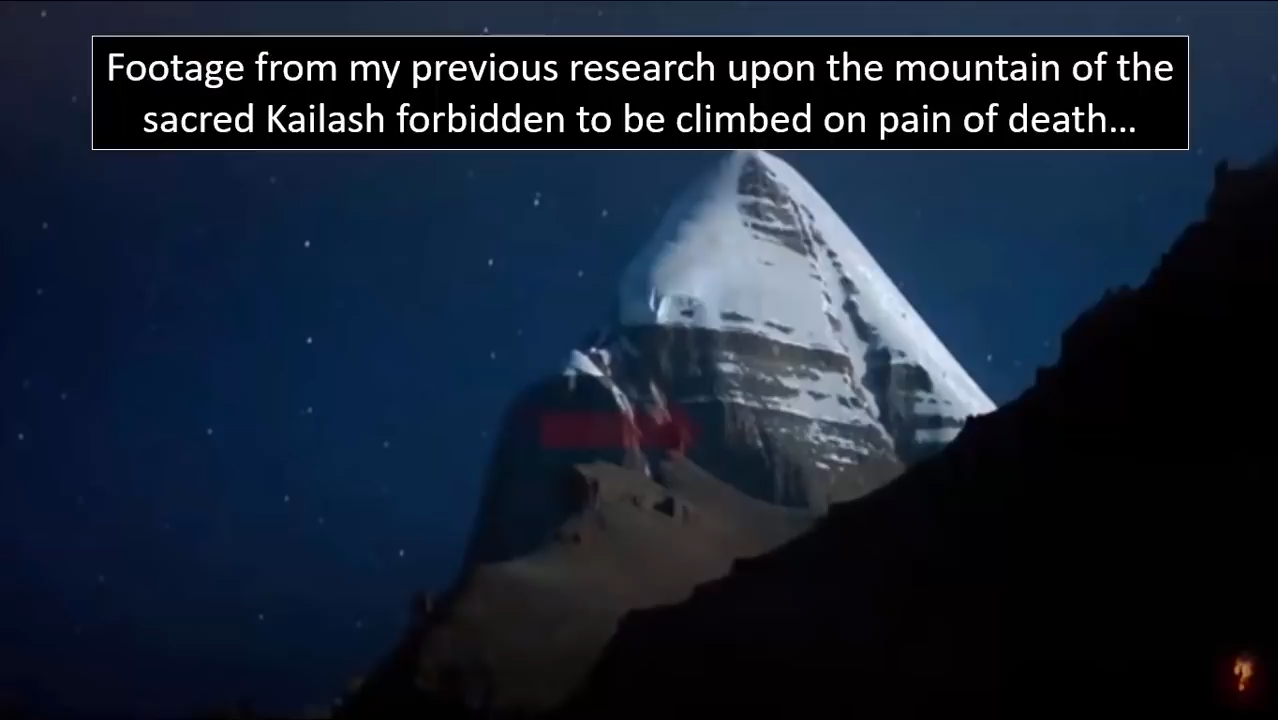 Footage from my previous research upon the mountain of the
sacred Kailash forbidden to be climbed on pain of death...